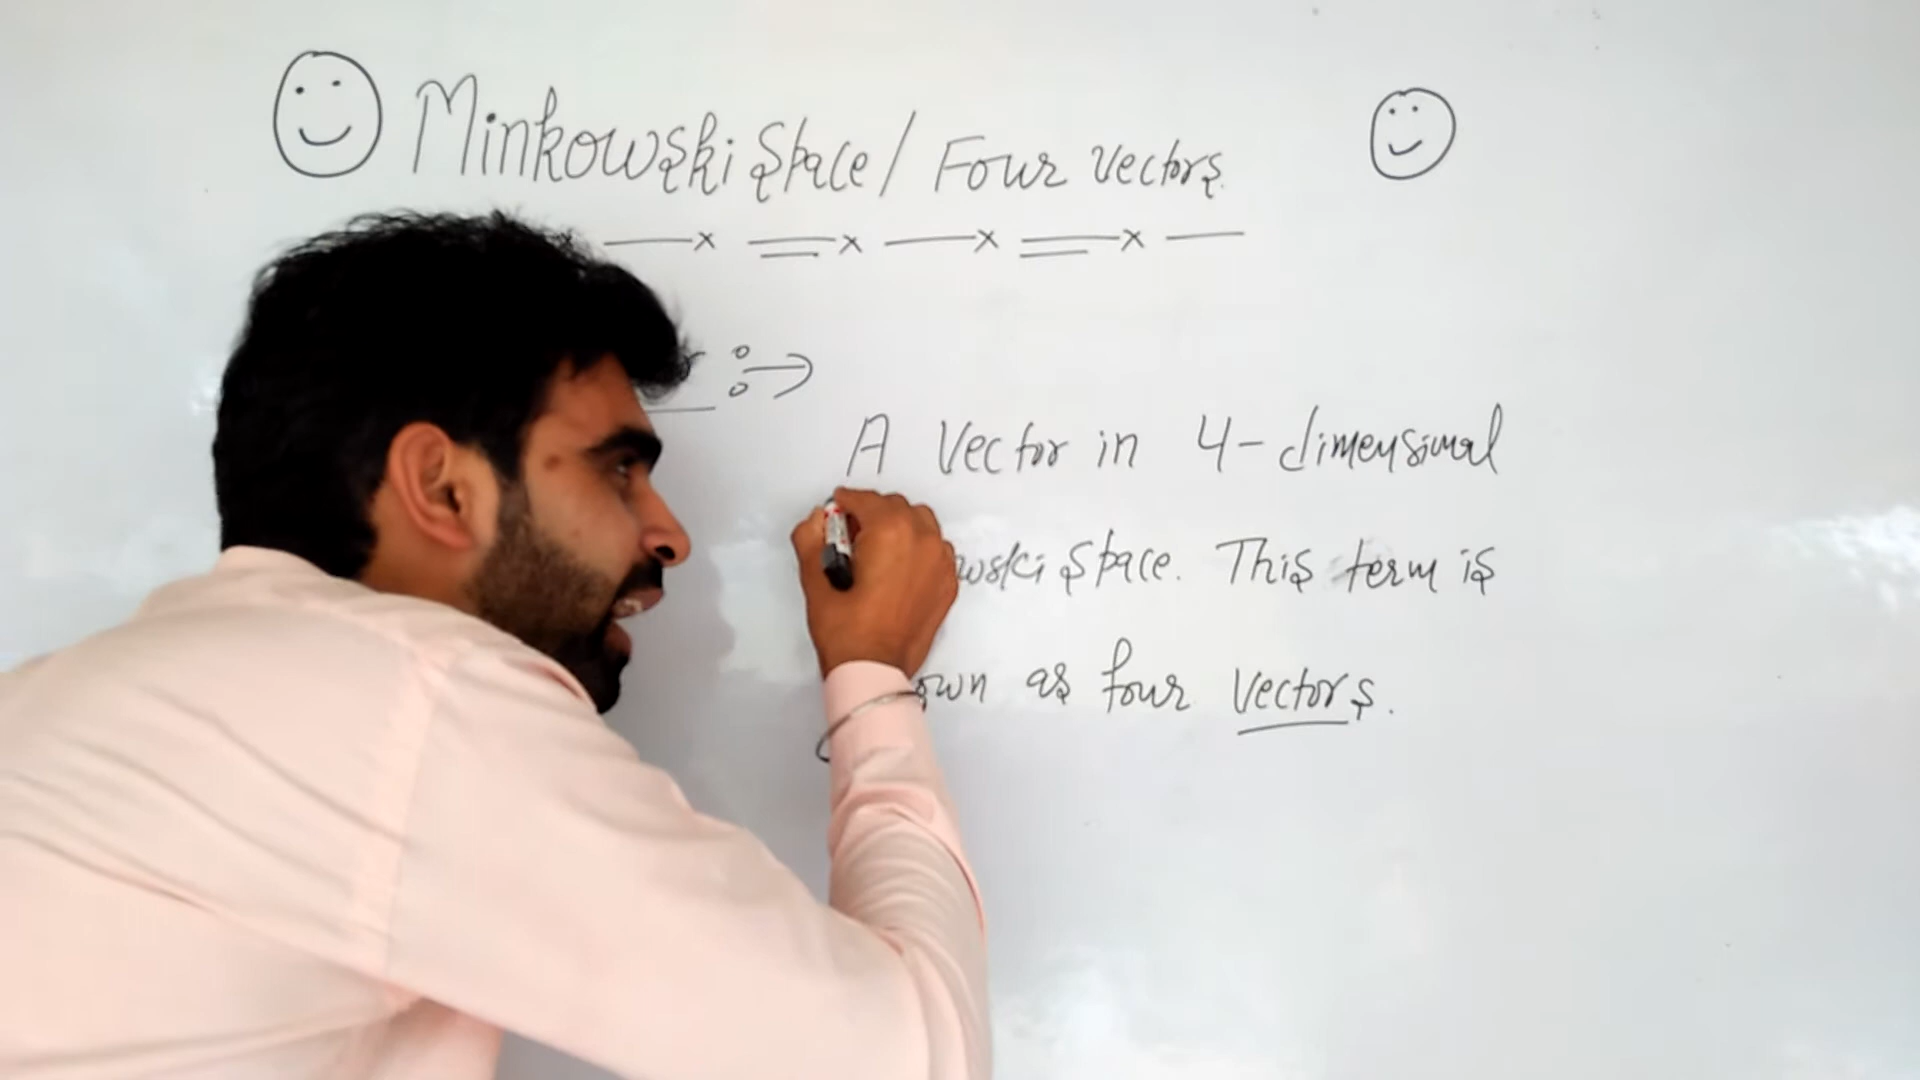 Minkowski Space / Four Vectors.
A Vector in 4-dimensional
Space. This term is
as four Vectors.